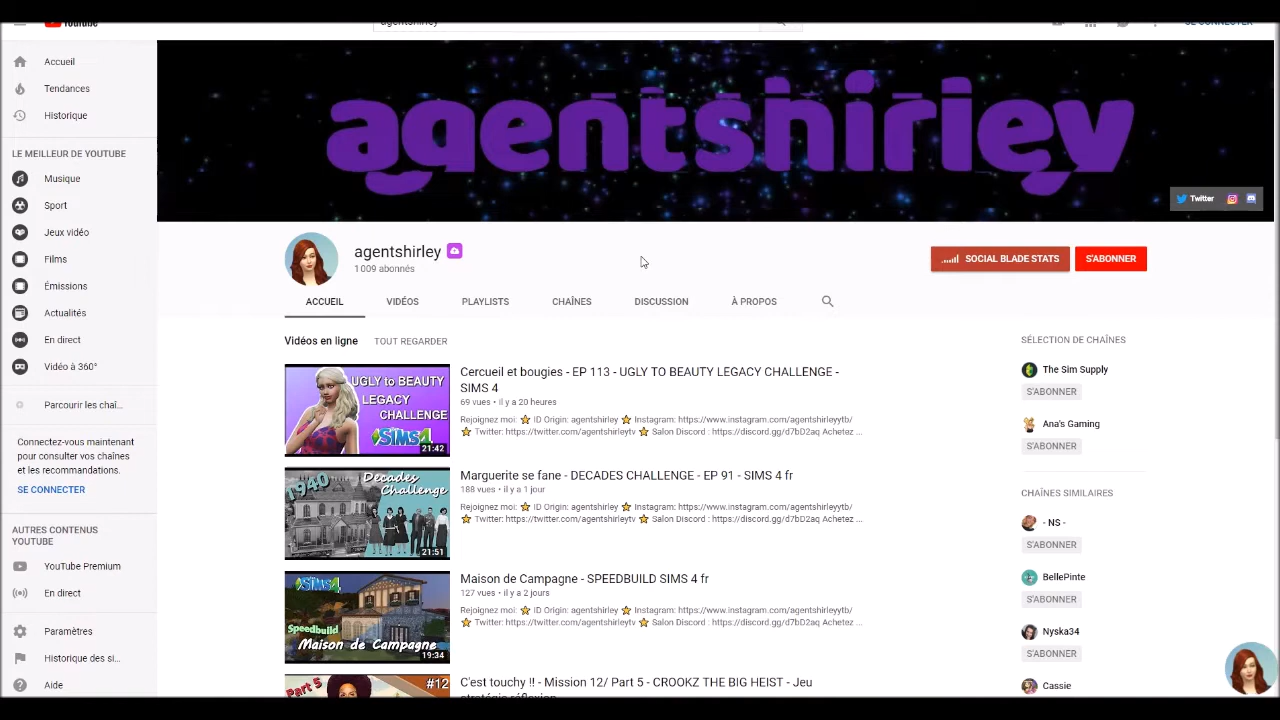 YouTube
agentshirley
SE CONNECTER
Accueil
Tendances
Historique
LE MEILLEUR DE YOUTUBE
Musique
Sport
Jeux vidéo
Films
Émissions
Actualités
En direct
Vidéo à 360°
Parcourir les chaî...
Connectez-vous maintenant
pour consulter vos chaînes
et les recommandations.
SE CONNECTER
AUTRES CONTENUS
YOUTUBE
YouTube Premium
En direct
Paramètres
Historique des si...
Aide
agentshirley
Twitter
agentshirley
1 009 abonnés
SOCIAL BLADE STATS
S'ABONNER
ACCUEIL
VIDÉOS
PLAYLISTS
CHAÎNES
DISCUSSION
À PROPOS
Vidéos en ligne
TOUT REGARDER
UGLY to BEAUTY
LEGACY
CHALLENGE
SIMS4
21:42
Cercueil et bougies - EP 113 - UGLY TO BEAUTY LEGACY CHALLENGE -
SIMS 4
69 vues • il y a 20 heures
Rejoignez moi: ⭐ ID Origin: agentshirley ⭐ Instagram: https://www.instagram.com/agentshirleyytb/
⭐ Twitter: https://twitter.com/agentshirleytv ⭐ Salon Discord : https://discord.gg/d7bD2aq Achetez ...
1940
Decades
Challenge
21:51
Marguerite se fane - DECADES CHALLENGE - EP 91 - SIMS 4 fr
188 vues • il y a 1 jour
Rejoignez moi: ⭐ ID Origin: agentshirley ⭐ Instagram: https://www.instagram.com/agentshirleyytb/
⭐ Twitter: https://twitter.com/agentshirleytv ⭐ Salon Discord : https://discord.gg/d7bD2aq Achetez ...
SIMS4
Speedbuild
Maison de Campagne
19:34
Maison de Campagne - SPEEDBUILD SIMS 4 fr
127 vues • il y a 2 jours
Rejoignez moi: ⭐ ID Origin: agentshirley ⭐ Instagram: https://www.instagram.com/agentshirleyytb/
⭐ Twitter: https://twitter.com/agentshirleytv ⭐ Salon Discord : https://discord.gg/d7bD2aq Achetez ...
Part 5
#12
C'est touchy !! - Mission 12/ Part 5 - CROOKZ THE BIG HEIST - Jeu
stratégie réflexion
SÉLECTION DE CHAÎNES
The Sim Supply
S'ABONNER
Ana's Gaming
S'ABONNER
CHAÎNES SIMILAIRES
- NS -
S'ABONNER
BellePinte
S'ABONNER
Nyska34
S'ABONNER
Cassie